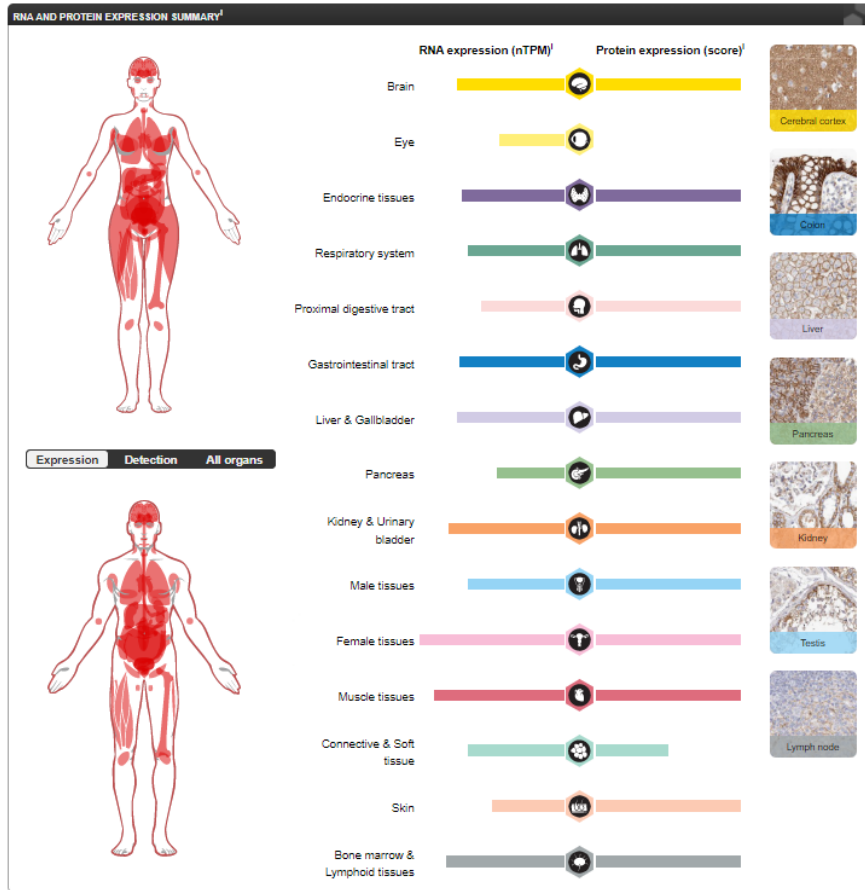 RNA AND PROTEIN EXPRESSION SUMMARYⁱ
RNA expression (nTPM)ⁱ Protein expression (score)ⁱ
Brain
Cerebral cortex
Eye
Endocrine tissues
Colon
Respiratory system
Proximal digestive tract
Liver
Gastrointestinal tract
Liver & Gallbladder
Pancreas
Expression Detection All organs
Pancreas
Kidney & Urinary
bladder
Kidney
Male tissues
Female tissues
Testis
Muscle tissues
Connective & Soft
tissue
Lymph node
Skin
Bone marrow &
Lymphoid tissues